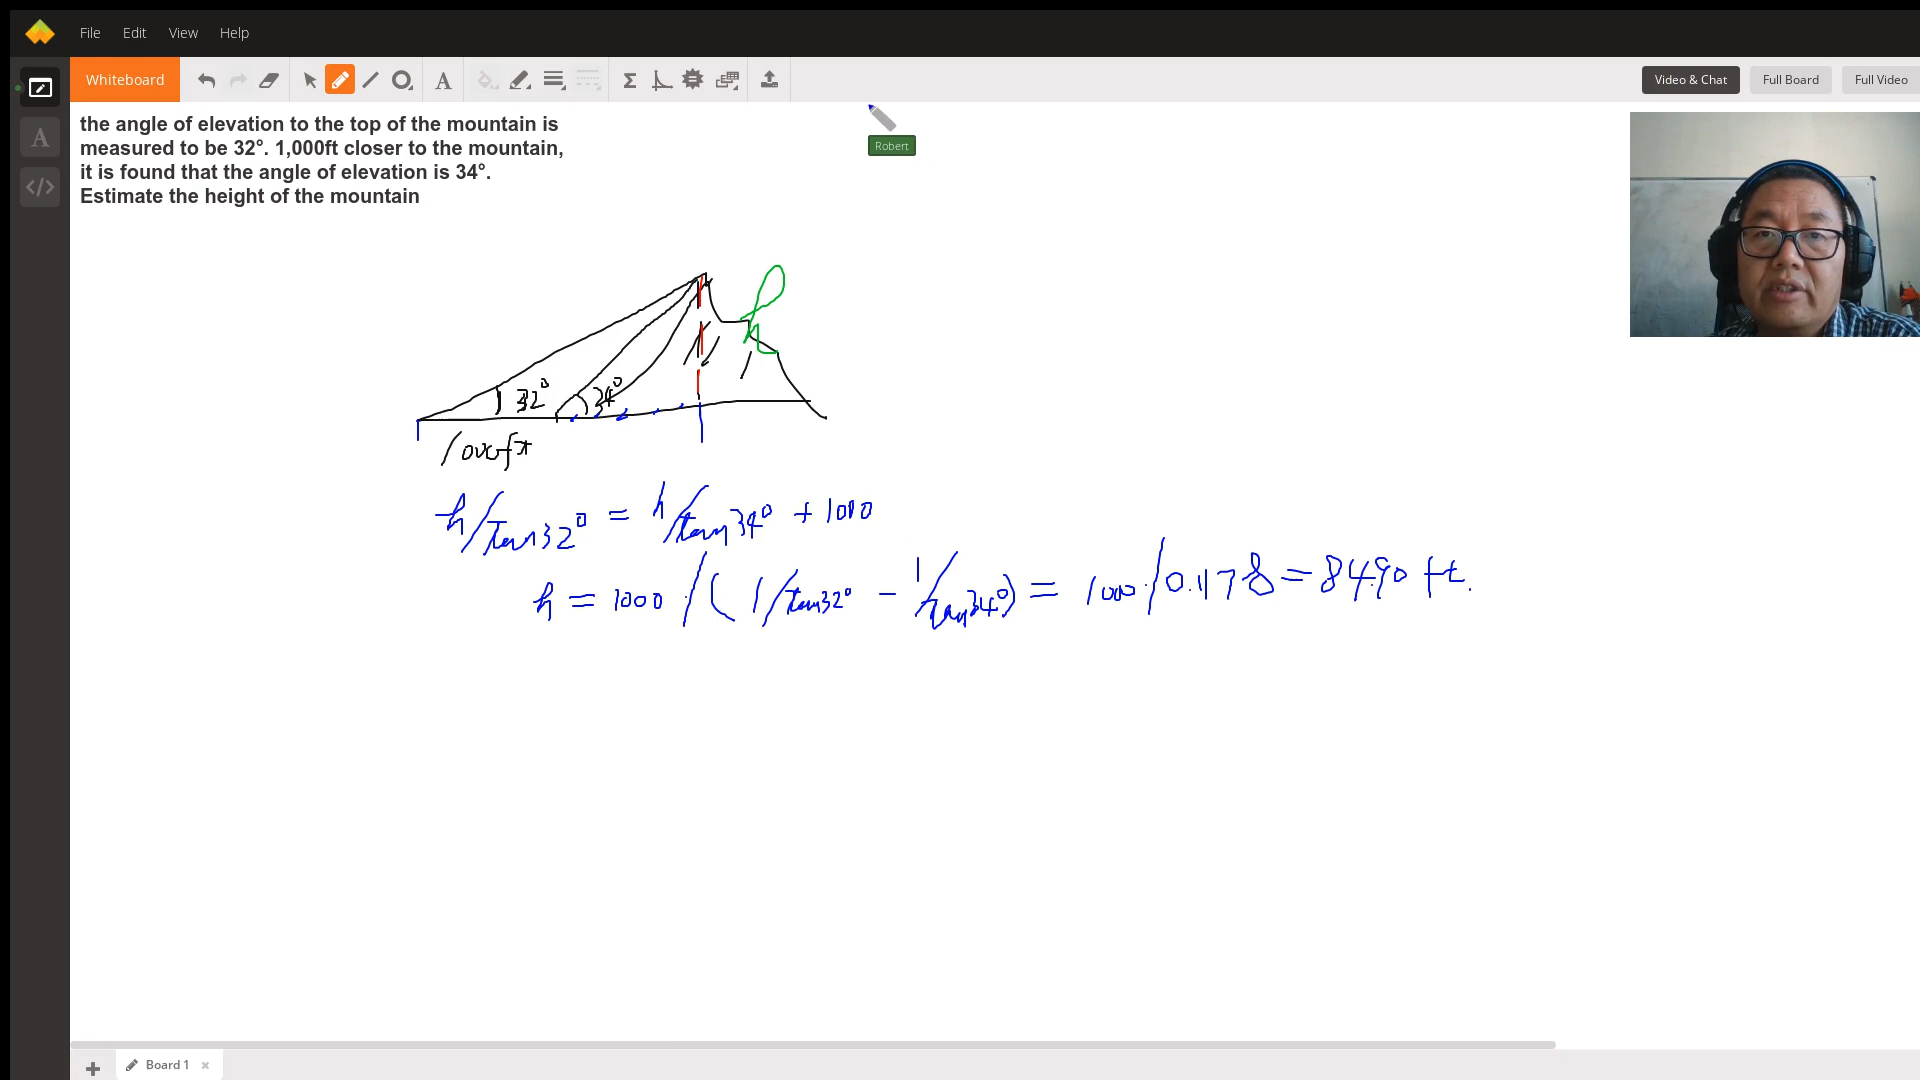 File Edit View Help
Whiteboard
A
Σ
Video & Chat
Full Board
Full Video
A
</>
the angle of elevation to the top of the mountain is
measured to be 32°. 1,000ft closer to the mountain,
it is found that the angle of elevation is 34°.
Estimate the height of the mountain
Robert
h
32° 34°
1000ft
h/tan32° = h/tan34° + 1000
h = 1000/(1/tan32° - 1/tan34°) = 1000/0.1178 = 8490 ft.
+
Board 1 ×